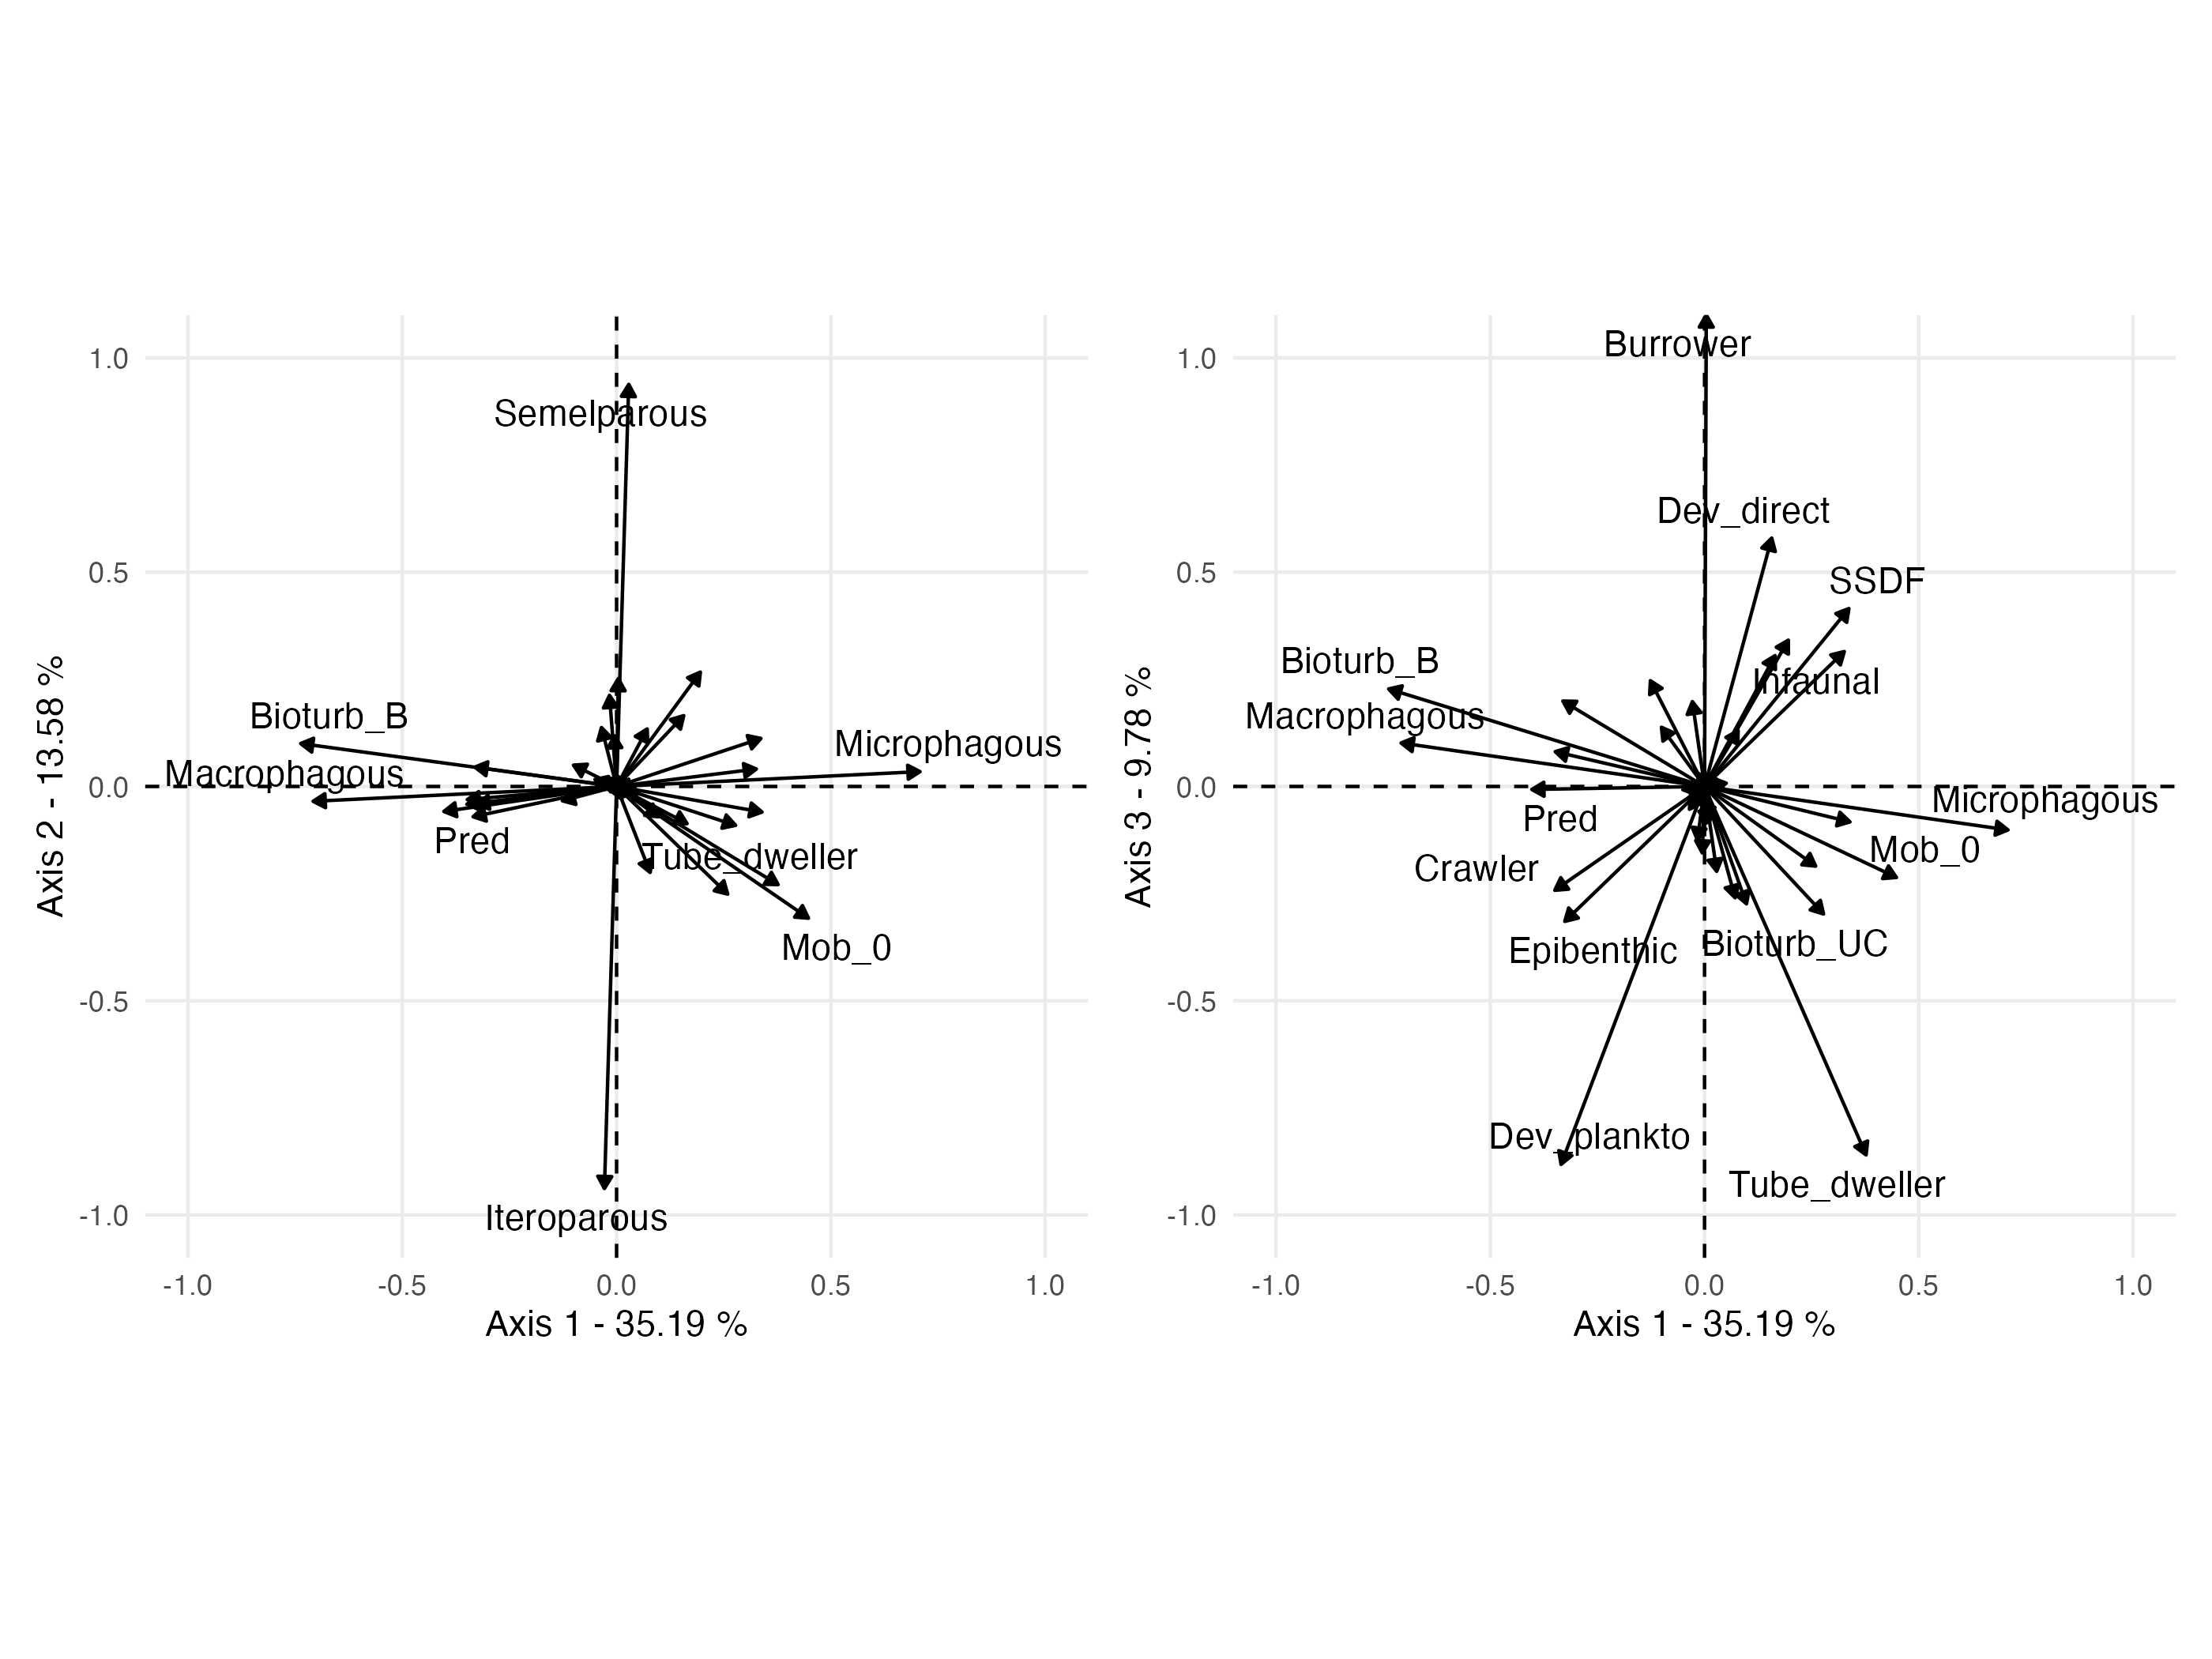 1.0
0.5
0.0
-0.5
-1.0
Axis 2 - 13.58 %
Semelparous
Bioturb_B
Microphagous
Macrophagous
Pred
Tube_dweller
Mob_0
Iteroparous
-1.0
-0.5
0.0
0.5
1.0
Axis 1 - 35.19 %
1.0
0.5
0.0
-0.5
-1.0
Axis 3 - 9.78 %
Burrower
Dev_direct
SSDF
Bioturb_B
Infaunal
Macrophagous
Microphagous
Pred
Mob_0
Crawler
Epibenthic
Bioturb_UC
Dev_plankto
Tube_dweller
-1.0
-0.5
0.0
0.5
1.0
Axis 1 - 35.19 %